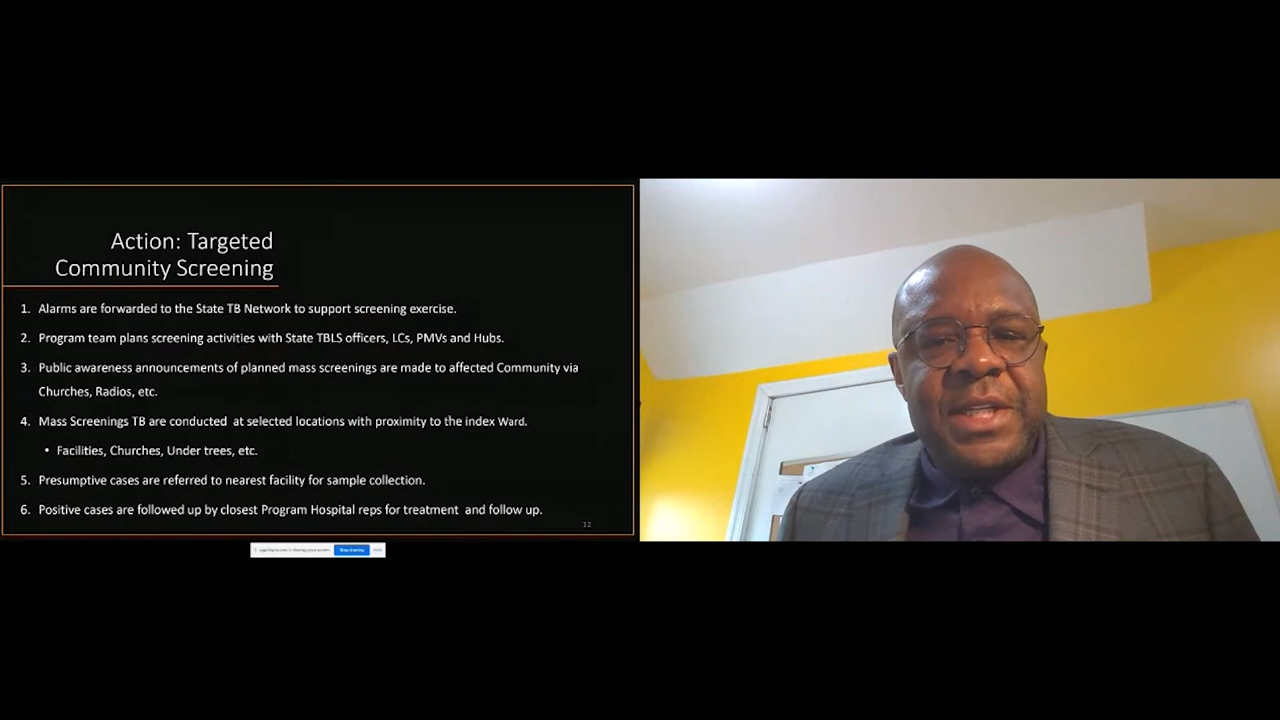 Action: Targeted
Community Screening
1. Alarms are forwarded to the State TB Network to support screening exercise.
2. Program team plans screening activities with State TBLS officers, LCs, PMVs and Hubs.
3. Public awareness announcements of planned mass screenings are made to affected Community via
Churches, Radios, etc.
4. Mass Screenings TB are conducted at selected locations with proximity to the index Ward.
• Facilities, Churches, Under trees, etc.
5. Presumptive cases are referred to nearest facility for sample collection.
6. Positive cases are followed up by closest Program Hospital reps for treatment and follow up.
12
Stop sharing